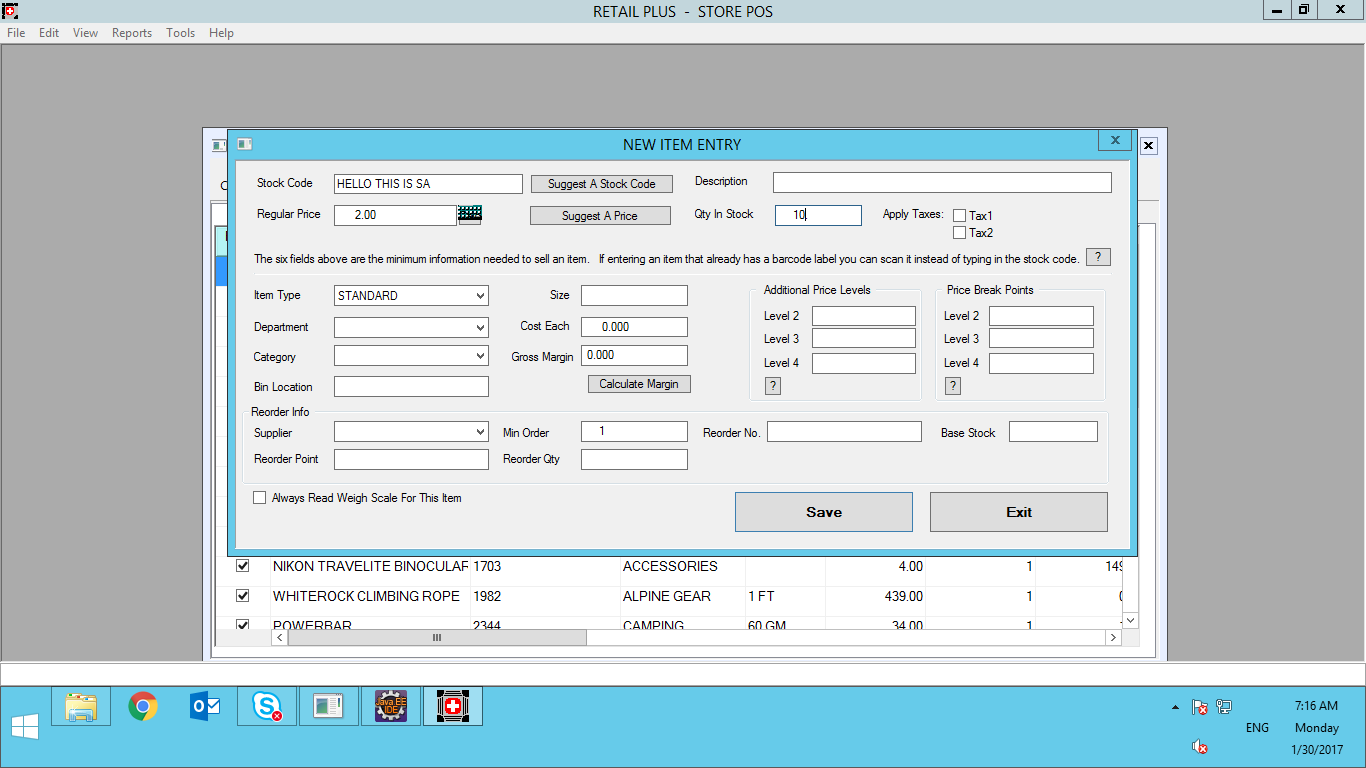 RETAIL PLUS - STORE POS
File Edit View Reports Tools Help
NEW ITEM ENTRY
Stock Code HELLO THIS IS SA Suggest A Stock Code Description
Regular Price 2.00 Suggest A Price Qty In Stock 10 Apply Taxes: Tax1
Tax2
The six fields above are the minimum information needed to sell an item. If entering an item that already has a barcode label you can scan it instead of typing in the stock code. ?
Item Type STANDARD Size Additional Price Levels Price Break Points
Level 2 Level 2
Department Cost Each 0.000
Level 3 Level 3
Category Gross Margin 0.000
Level 4 Level 4
Bin Location Calculate Margin ? ?
Reorder Info
Supplier Min Order 1 Reorder No. Base Stock
Reorder Point Reorder Qty
Always Read Weigh Scale For This Item
Save Exit
NIKON TRAVELITE BINOCULAR 1703 ACCESSORIES 4.00 1 149
WHITEROCK CLIMBING ROPE 1982 ALPINE GEAR 1 FT 439.00 1
POWERBAR 2344 CAMPING 60 GM 34.00 1
Java EE
IDE
7:16 AM
ENG Monday
1/30/2017